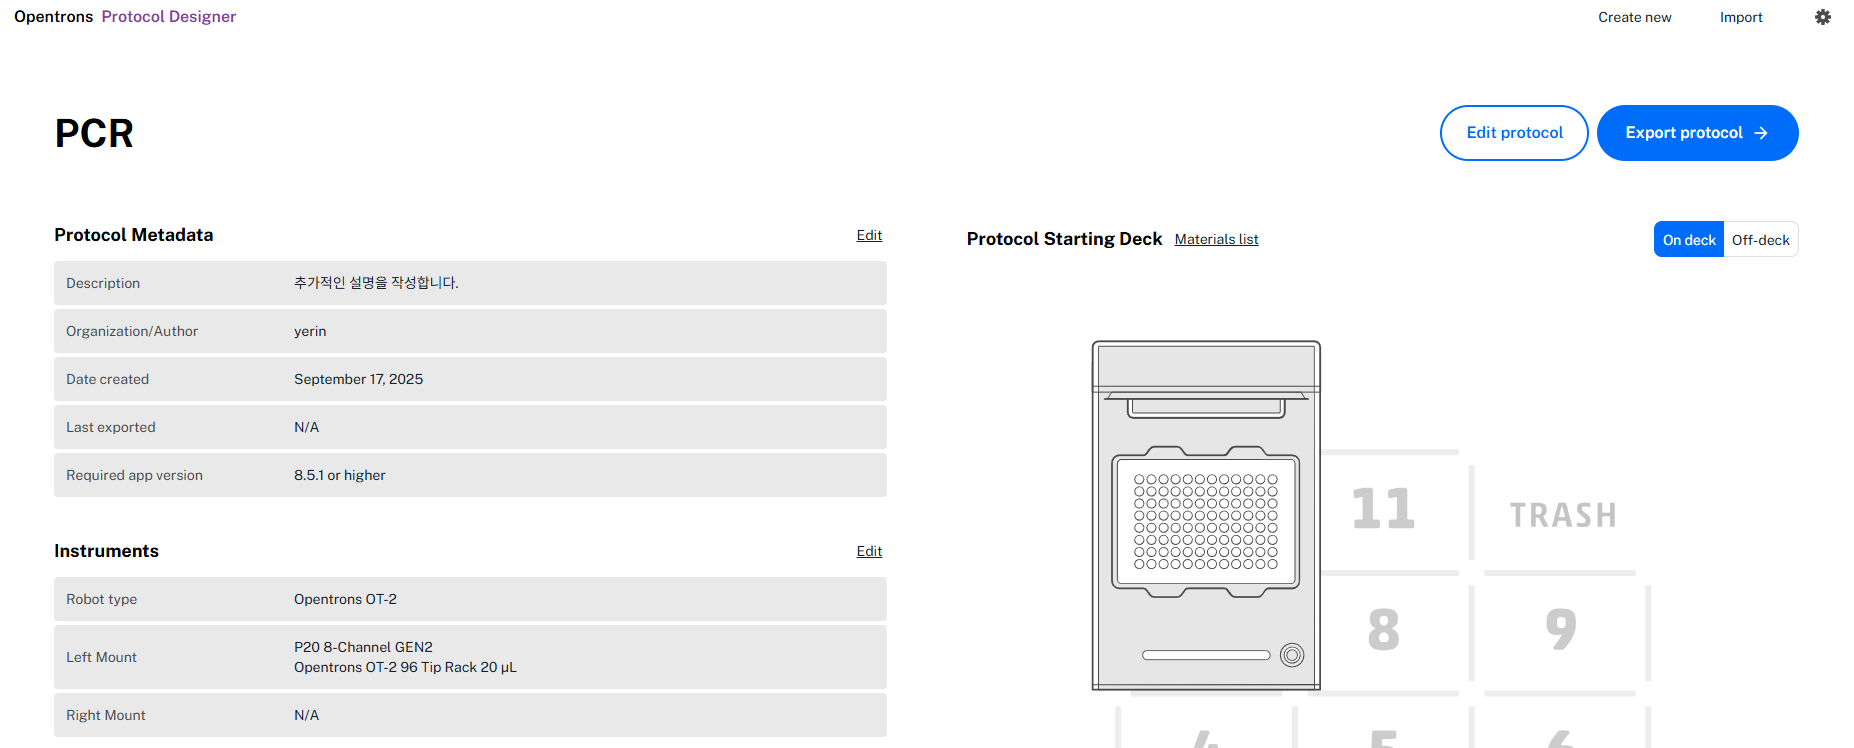 Opentrons Protocol Designer
Create new
Import
PCR
Edit protocol
Export protocol →
Protocol Metadata
Edit
Description
추가적인 설명을 작성합니다.
Organization/Author
yerin
Date created
September 17, 2025
Last exported
N/A
Required app version
8.5.1 or higher
Instruments
Edit
Robot type
Opentrons OT-2
Left Mount
P20 8-Channel GEN2
Opentrons OT-2 96 Tip Rack 20 µL
Right Mount
N/A
Protocol Starting Deck
Materials list
On deck
Off-deck
11
TRASH
8
9
4
5
6